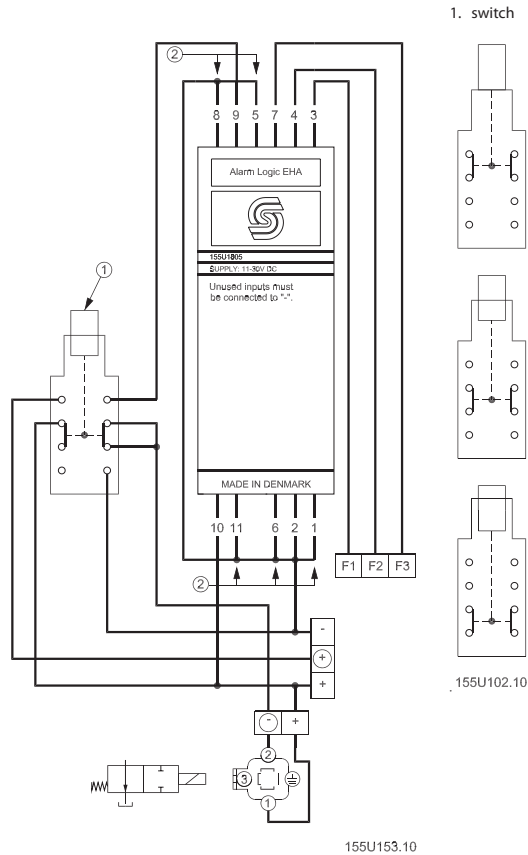 1. switch
②
8 9 5 7 4 3
Alarm Logic EHA
155U1805
SUPPLY: 11-30V DC
Unused inputs must
be connected to "-".
①
MADE IN DENMARK
10 11 6 2 1
F1 F2 F3
②
-
+
+
155U102.10
- +
②
③
①
155U153.10